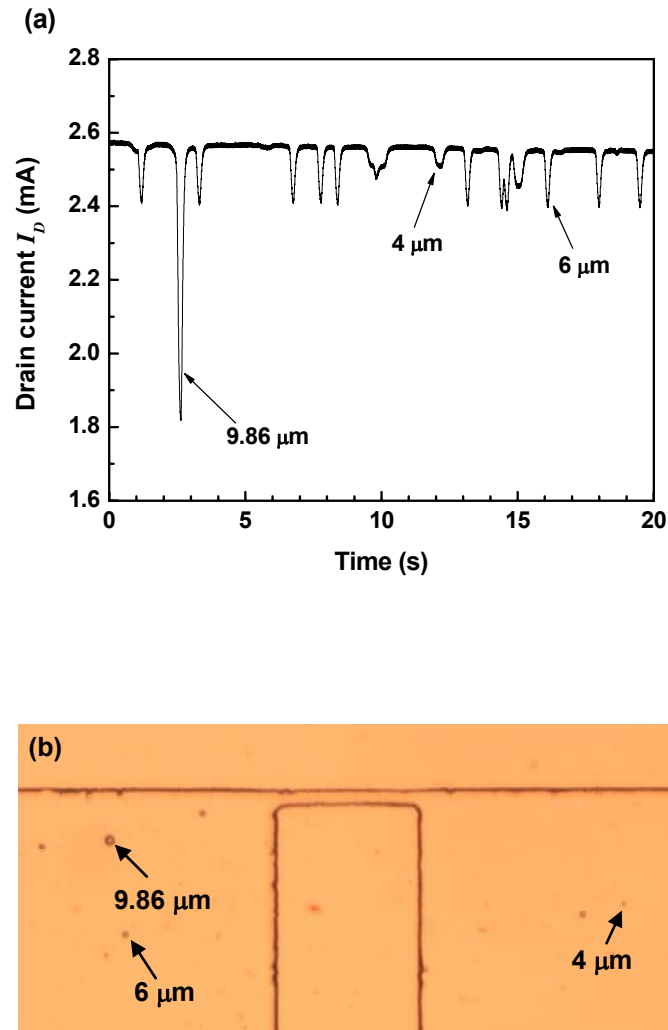 (a)
2.8
2.6
2.4
2.2
2.0
1.8
1.6
Drain current I_D (mA)
4 μm
6 μm
9.86 μm
0 5 10 15 20
Time (s)
(b)
9.86 μm
6 μm
4 μm